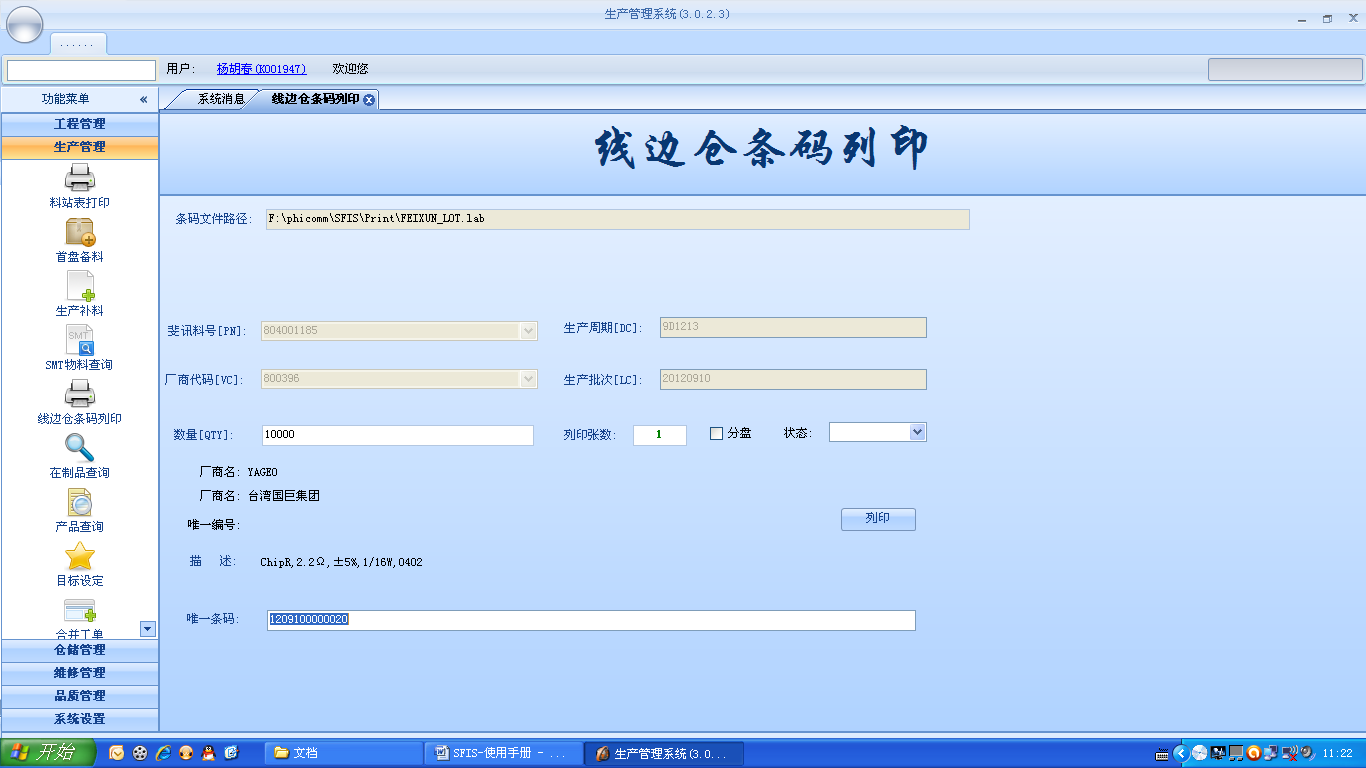 生产管理系统(3.0.2.3)
......
用户: 杨胡春(K001947) 欢迎您
功能菜单 «
系统消息 线边仓条码列印
工程管理
生产管理
料站表打印
首盘备料
生产补料
SMT
SMT物料查询
线边仓条码列印
在制品查询
产品查询
目标设定
合并工单
仓储管理
维修管理
品质管理
系统设置
线边仓条码列印
条码文件路径: F:\phicomm\SFIS\Print\FEIXUN_LOT.lab
斐讯料号[PN]: 804001185 生产周期[DC]: 9D1213
厂商代码[VC]: 800396 生产批次[LC]: 20120910
数量[QTY]: 10000 列印张数: 1 分盘 状态:
厂商名: YAGEO
厂商名: 台湾国巨集团
唯一编号:
列印
描 述: ChipR,2.2Ω,±5%,1/16W,0402
唯一条码: 1209100000020
开始 文档 SFIS-使用手册 - ... 生产管理系统(3.0... 11:22